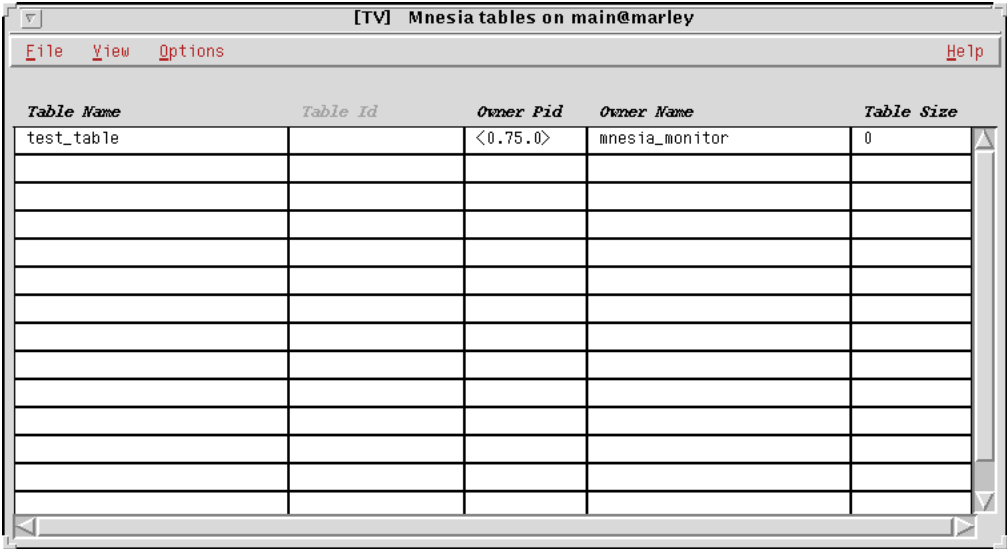 [TV] Mnesia tables on main@marley
File View Options Help
Table Name Table Id Owner Pid Owner Name Table Size
test_table <0.75.0> mnesia_monitor 0